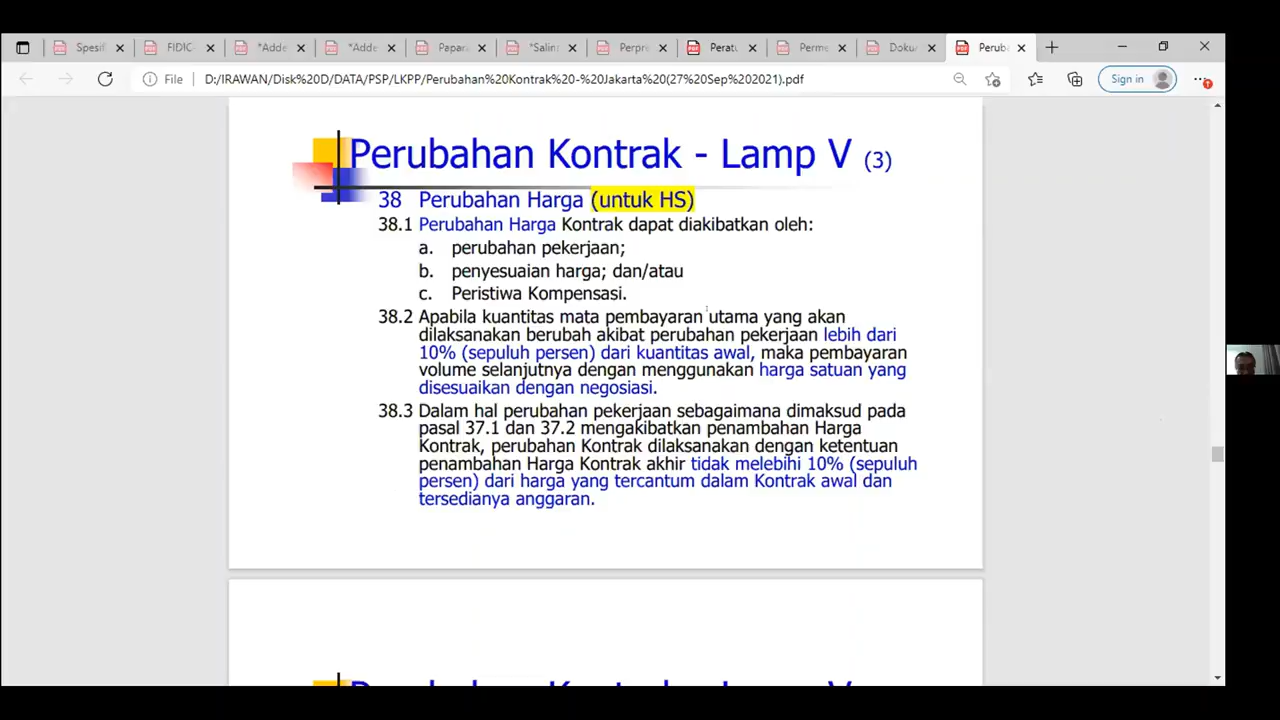 Spesif
FIDIC
*Adde
*Adde
Papar
*Salin
Perpre
Peratu
Perme
Doku
Peruba
File
D:/IRAWAN/Disk%20D/DATA/PSP/LKPP/Perubahan%20Kontrak%20-%20Jakarta%20(27%20Sep%202021).pdf
Sign in
Perubahan Kontrak - Lamp V (3)
38 Perubahan Harga (untuk HS)
38.1 Perubahan Harga Kontrak dapat diakibatkan oleh:
a. perubahan pekerjaan;
b. penyesuaian harga; dan/atau
c. Peristiwa Kompensasi.
38.2 Apabila kuantitas mata pembayaran utama yang akan
dilaksanakan berubah akibat perubahan pekerjaan lebih dari
10% (sepuluh persen) dari kuantitas awal, maka pembayaran
volume selanjutnya dengan menggunakan harga satuan yang
disesuaikan dengan negosiasi.
38.3 Dalam hal perubahan pekerjaan sebagaimana dimaksud pada
pasal 37.1 dan 37.2 mengakibatkan penambahan Harga
Kontrak, perubahan Kontrak dilaksanakan dengan ketentuan
penambahan Harga Kontrak akhir tidak melebihi 10% (sepuluh
persen) dari harga yang tercantum dalam Kontrak awal dan
tersedianya anggaran.